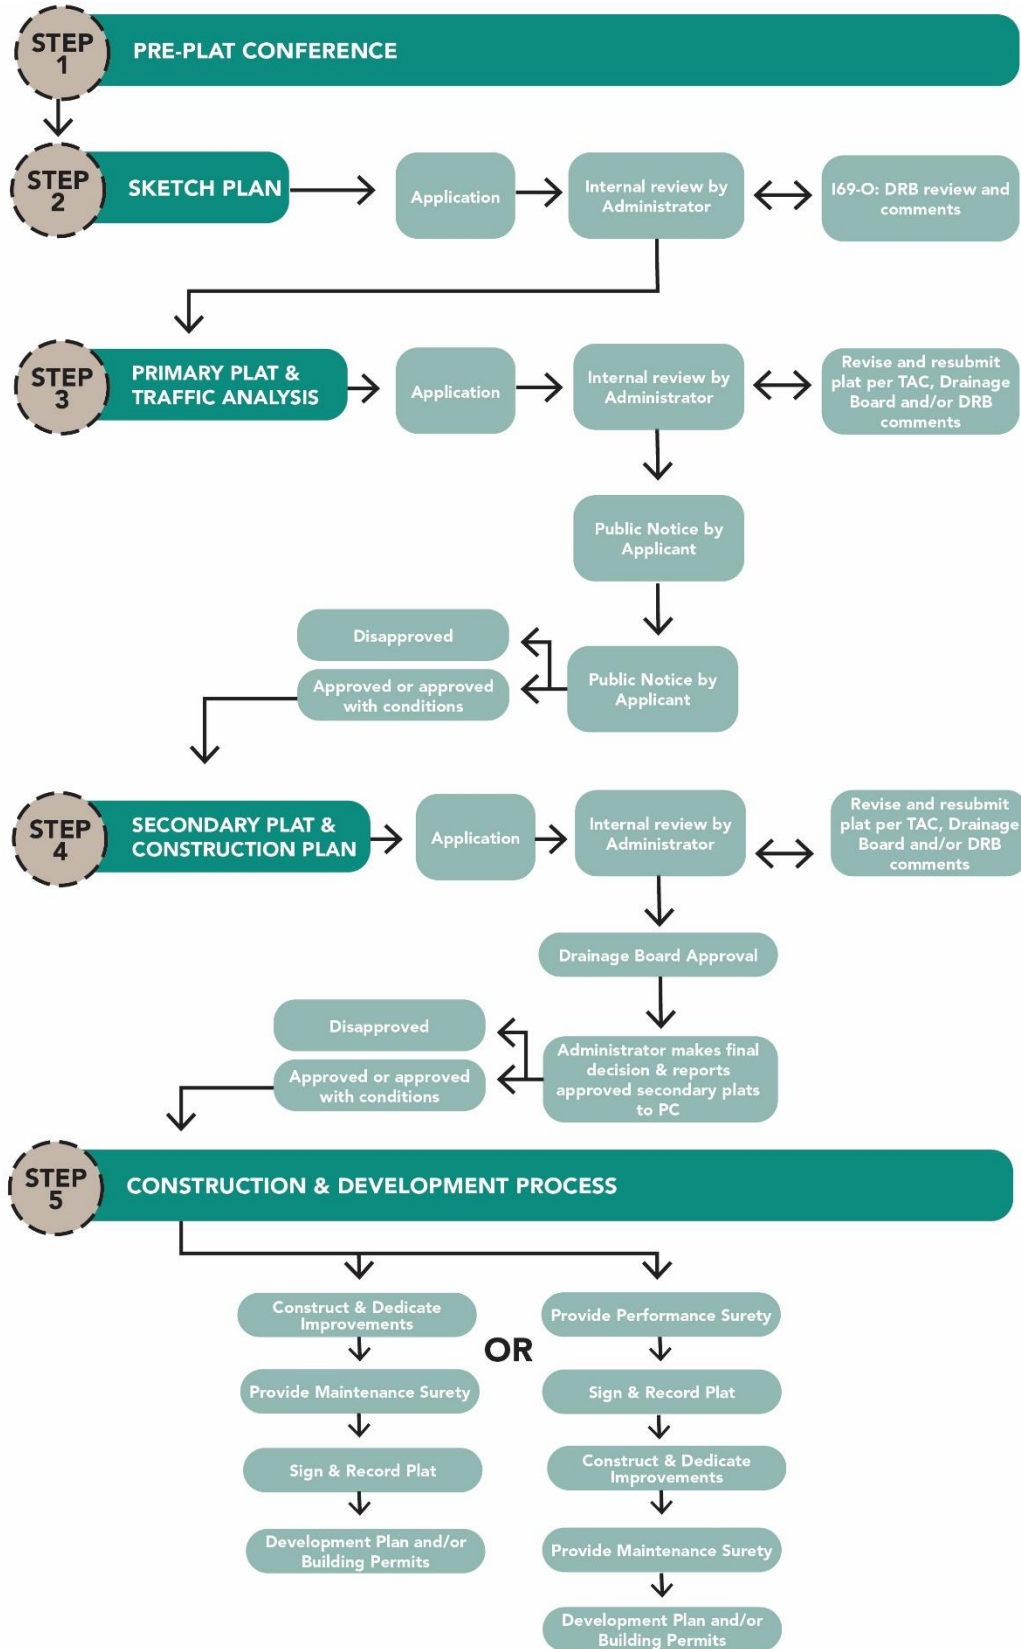 STEP
1
PRE-PLAT CONFERENCE
STEP
2
SKETCH PLAN
Application
Internal review by
Administrator
I69-O: DRB review and
comments
STEP
3
PRIMARY PLAT &
TRAFFIC ANALYSIS
Application
Internal review by
Administrator
Revise and resubmit
plat per TAC, Drainage
Board and/or DRB
comments
Public Notice by
Applicant
Disapproved
Approved or approved
with conditions
Public Notice by
Applicant
STEP
4
SECONDARY PLAT &
CONSTRUCTION PLAN
Application
Internal review by
Administrator
Revise and resubmit
plat per TAC, Drainage
Board and/or DRB
comments
Drainage Board Approval
Disapproved
Approved or approved
with conditions
Administrator makes final
decision & reports
approved secondary plats
to PC
STEP
5
CONSTRUCTION & DEVELOPMENT PROCESS
Construct & Dedicate
Improvements
Provide Maintenance Surety
Sign & Record Plat
Development Plan and/or
Building Permits
OR
Provide Performance Surety
Sign & Record Plat
Construct & Dedicate
Improvements
Provide Maintenance Surety
Development Plan and/or
Building Permits